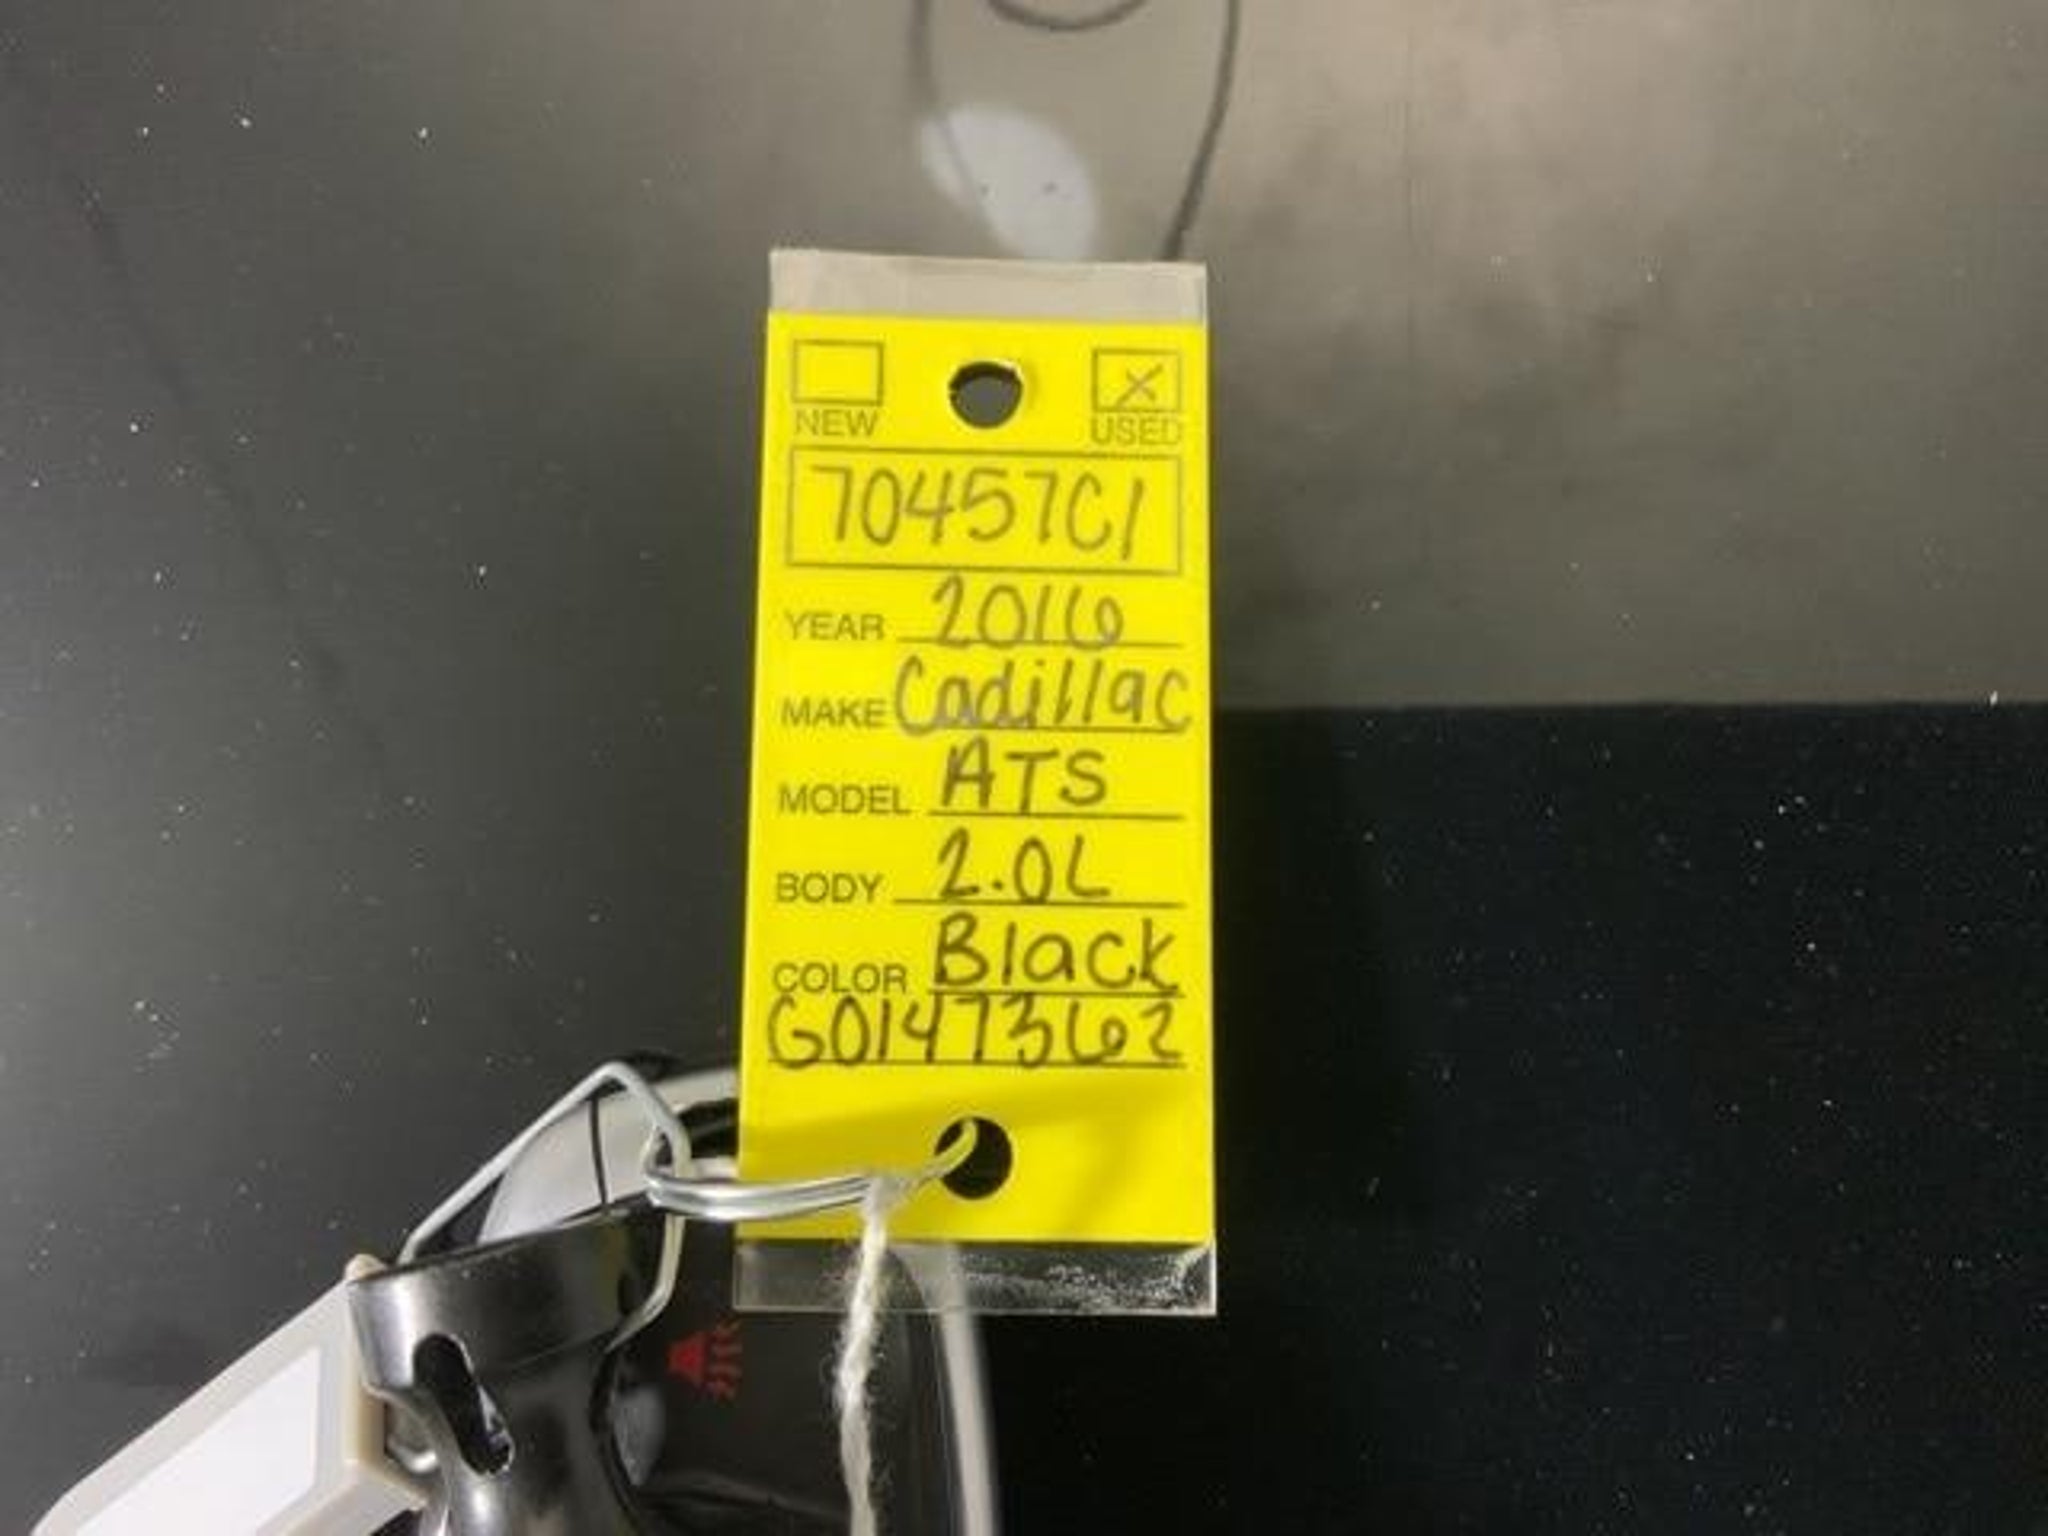 NEW USED
70457C1
YEAR 2016
MAKE Cadillac
MODEL ATS
BODY 2.0L
COLOR Black
G0147362